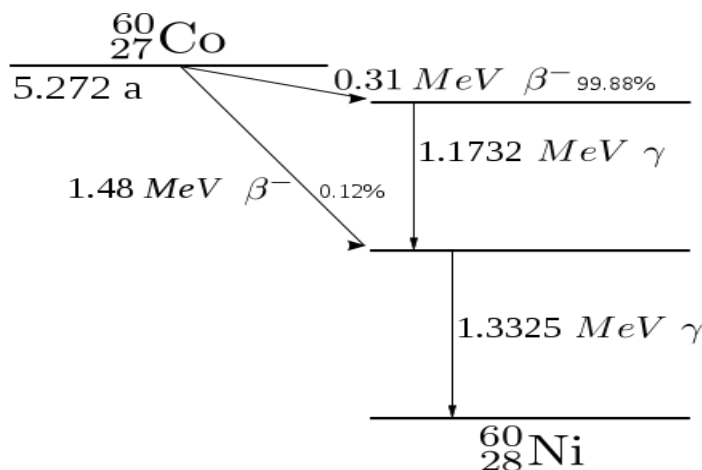 60
27Co
5.272 a
0.31 MeV β− 99.88%
1.1732 MeV γ
1.48 MeV β− 0.12%
1.3325 MeV γ
60
28Ni